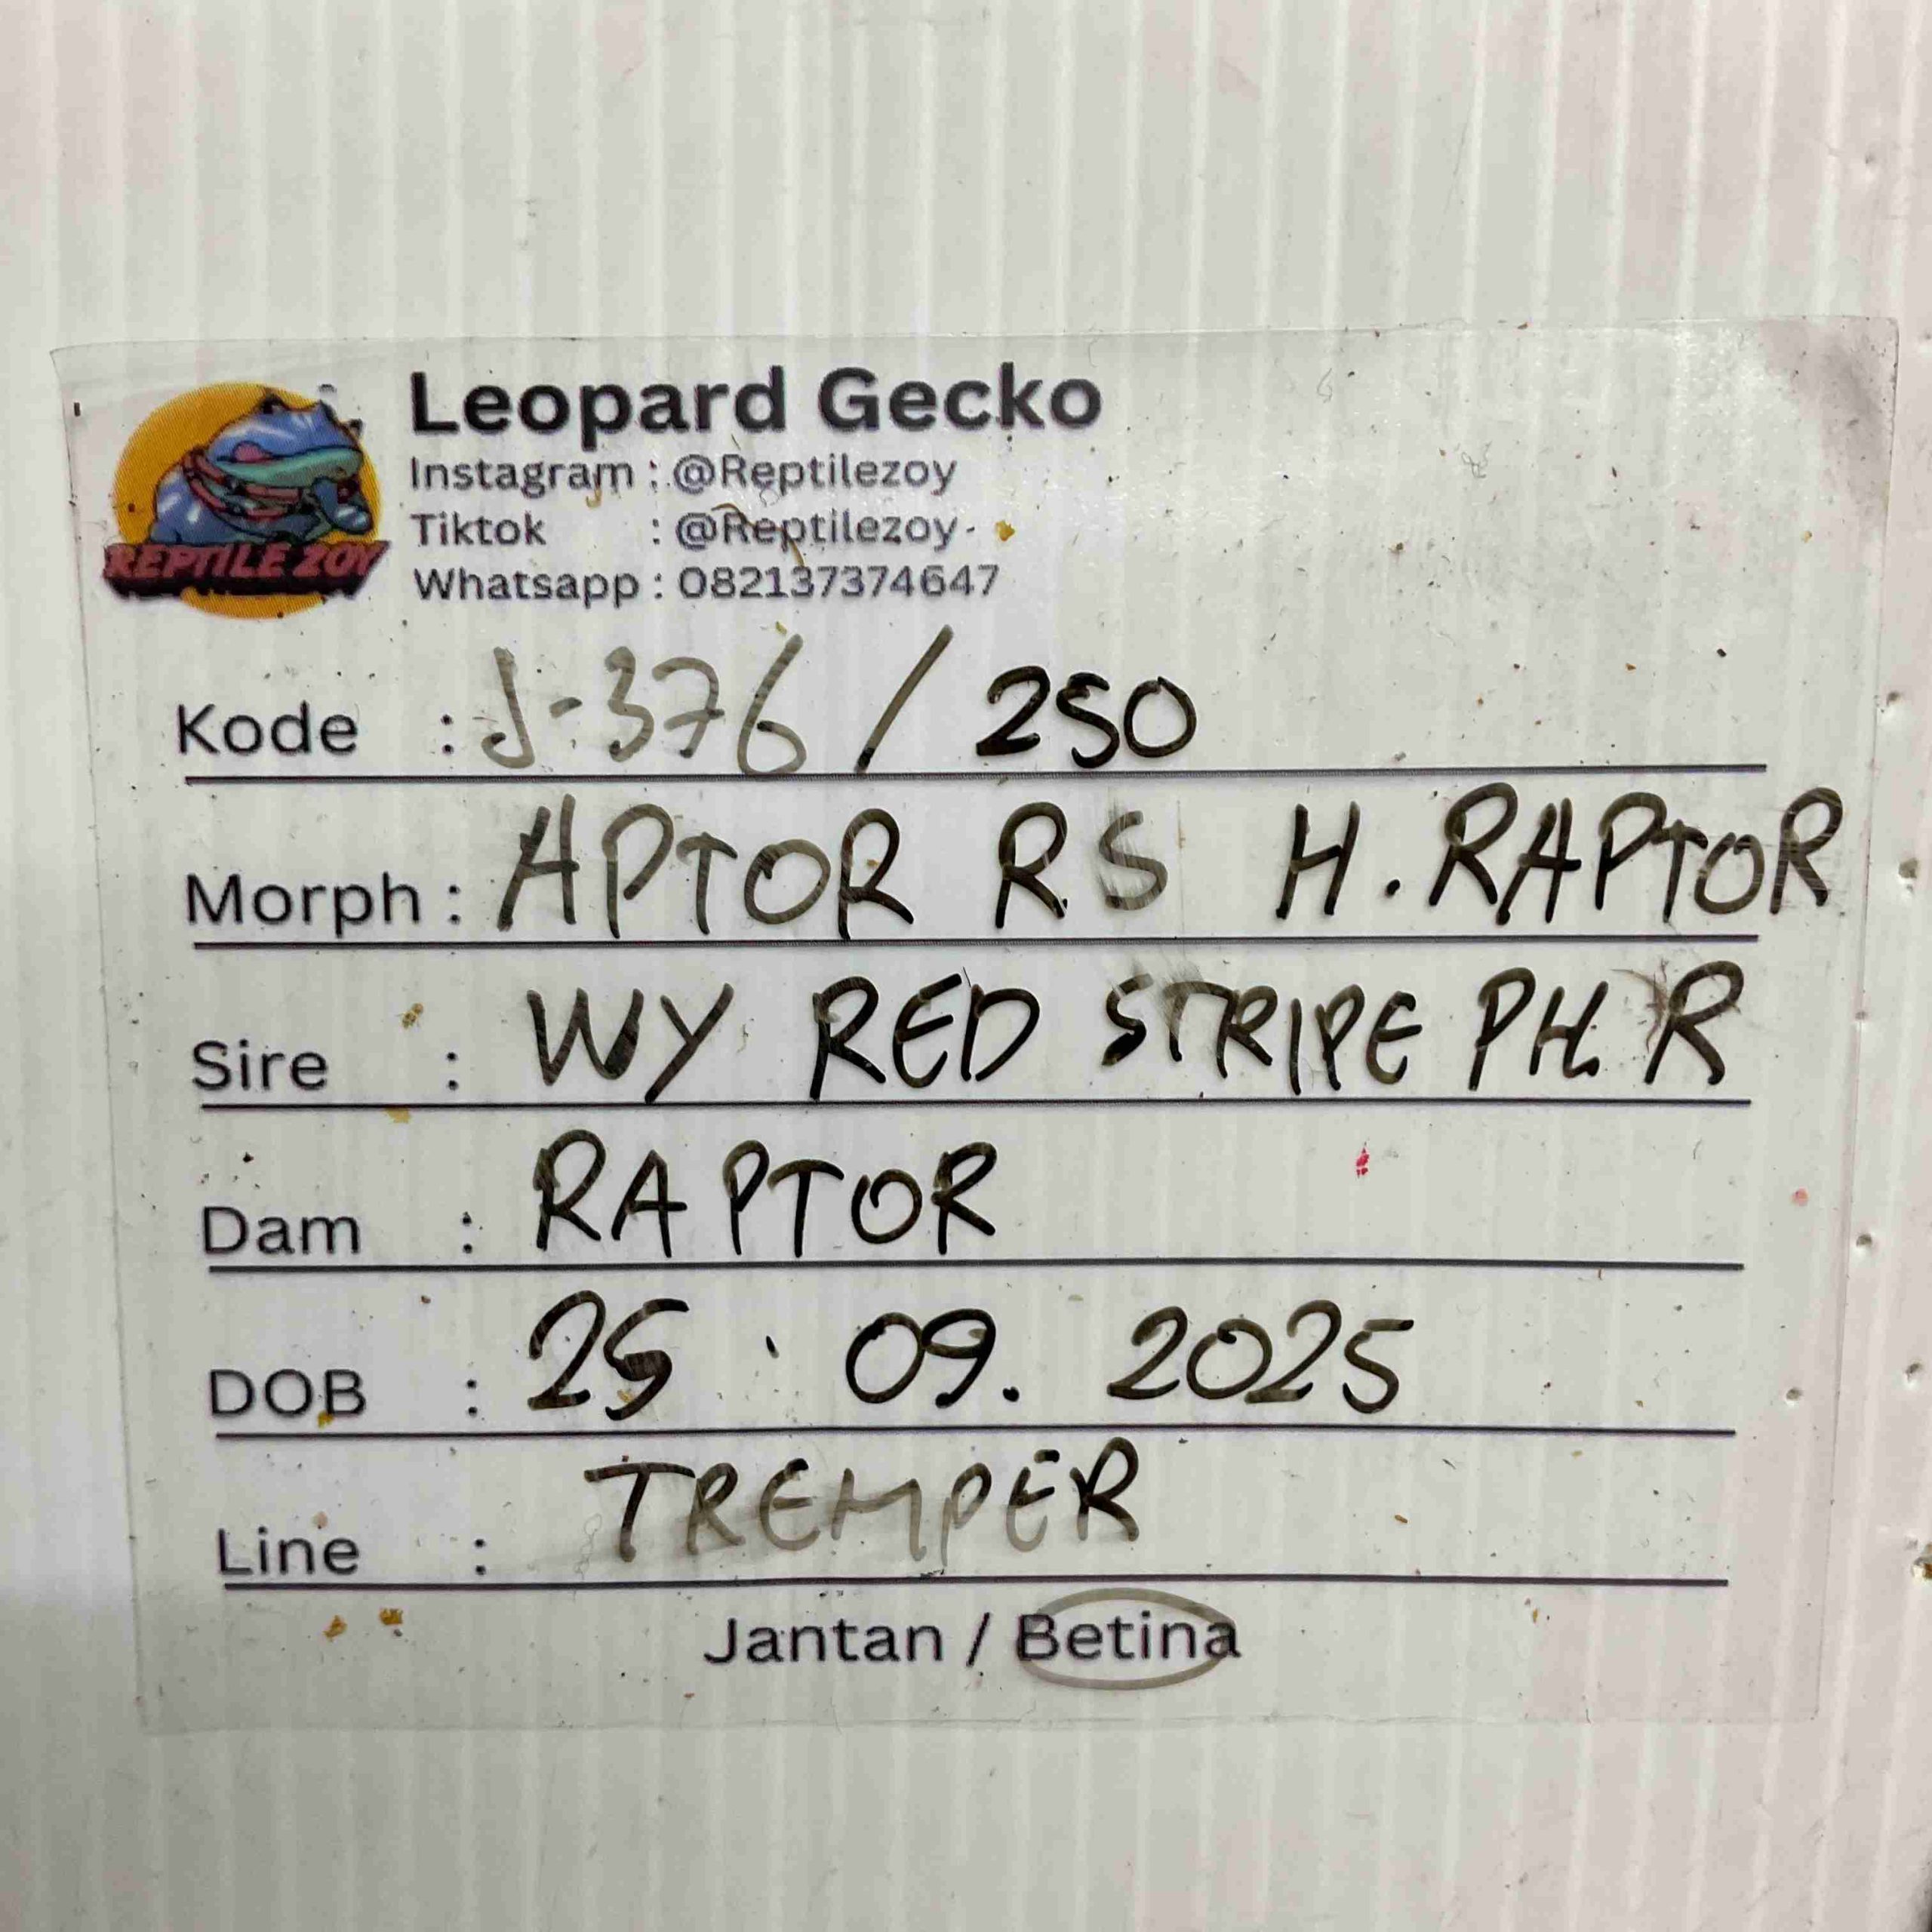 Leopard Gecko
Instagram : @Reptilezoy
Tiktok : @Reptilezoy
Whatsapp : 082137374647
REPTILE ZOY
Kode : J-376 / 250
Morph : APTOR RS H. RAPTOR
Sire : WY RED STRIPE PH. R
Dam : RAPTOR
DOB : 25 . 09. 2025
Line : TREMPER
Jantan / Betina